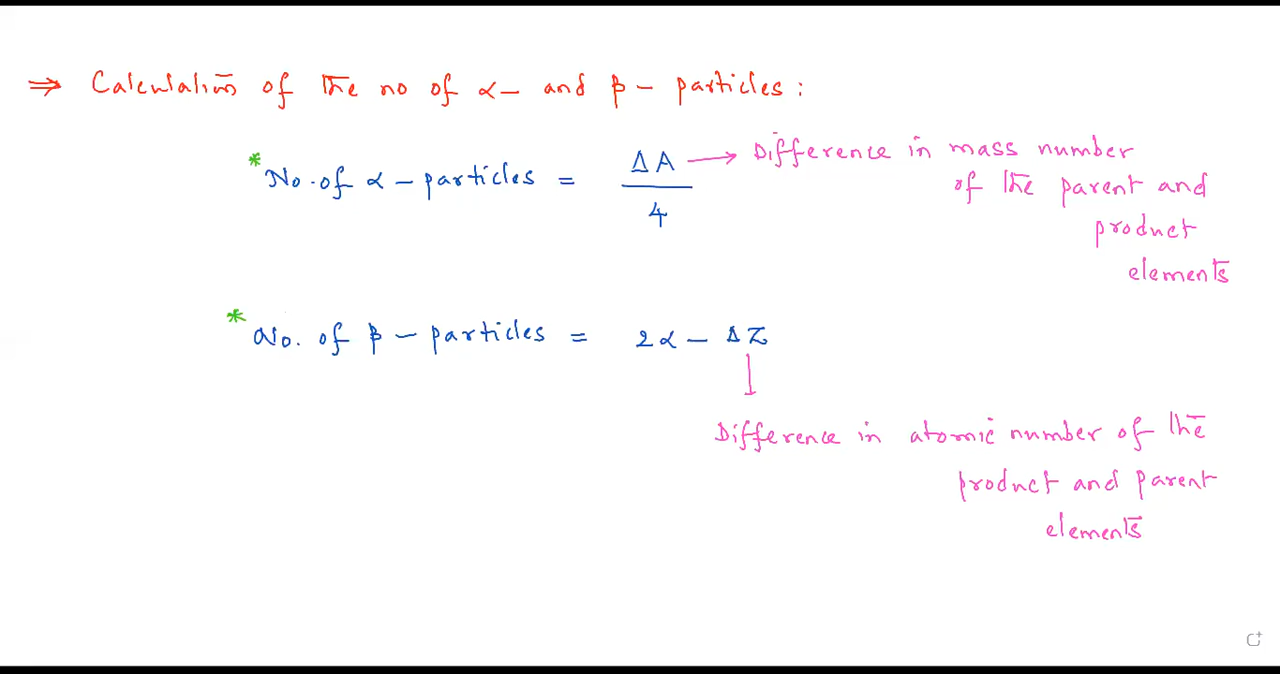 ⇒ Calculation of the no of α- and β- particles:
* No. of α - particles = ΔA / 4 → Difference in mass number
of the parent and
product
elements
* No. of β - particles = 2α - ΔZ
Difference in atomic number of the
product and parent
elements